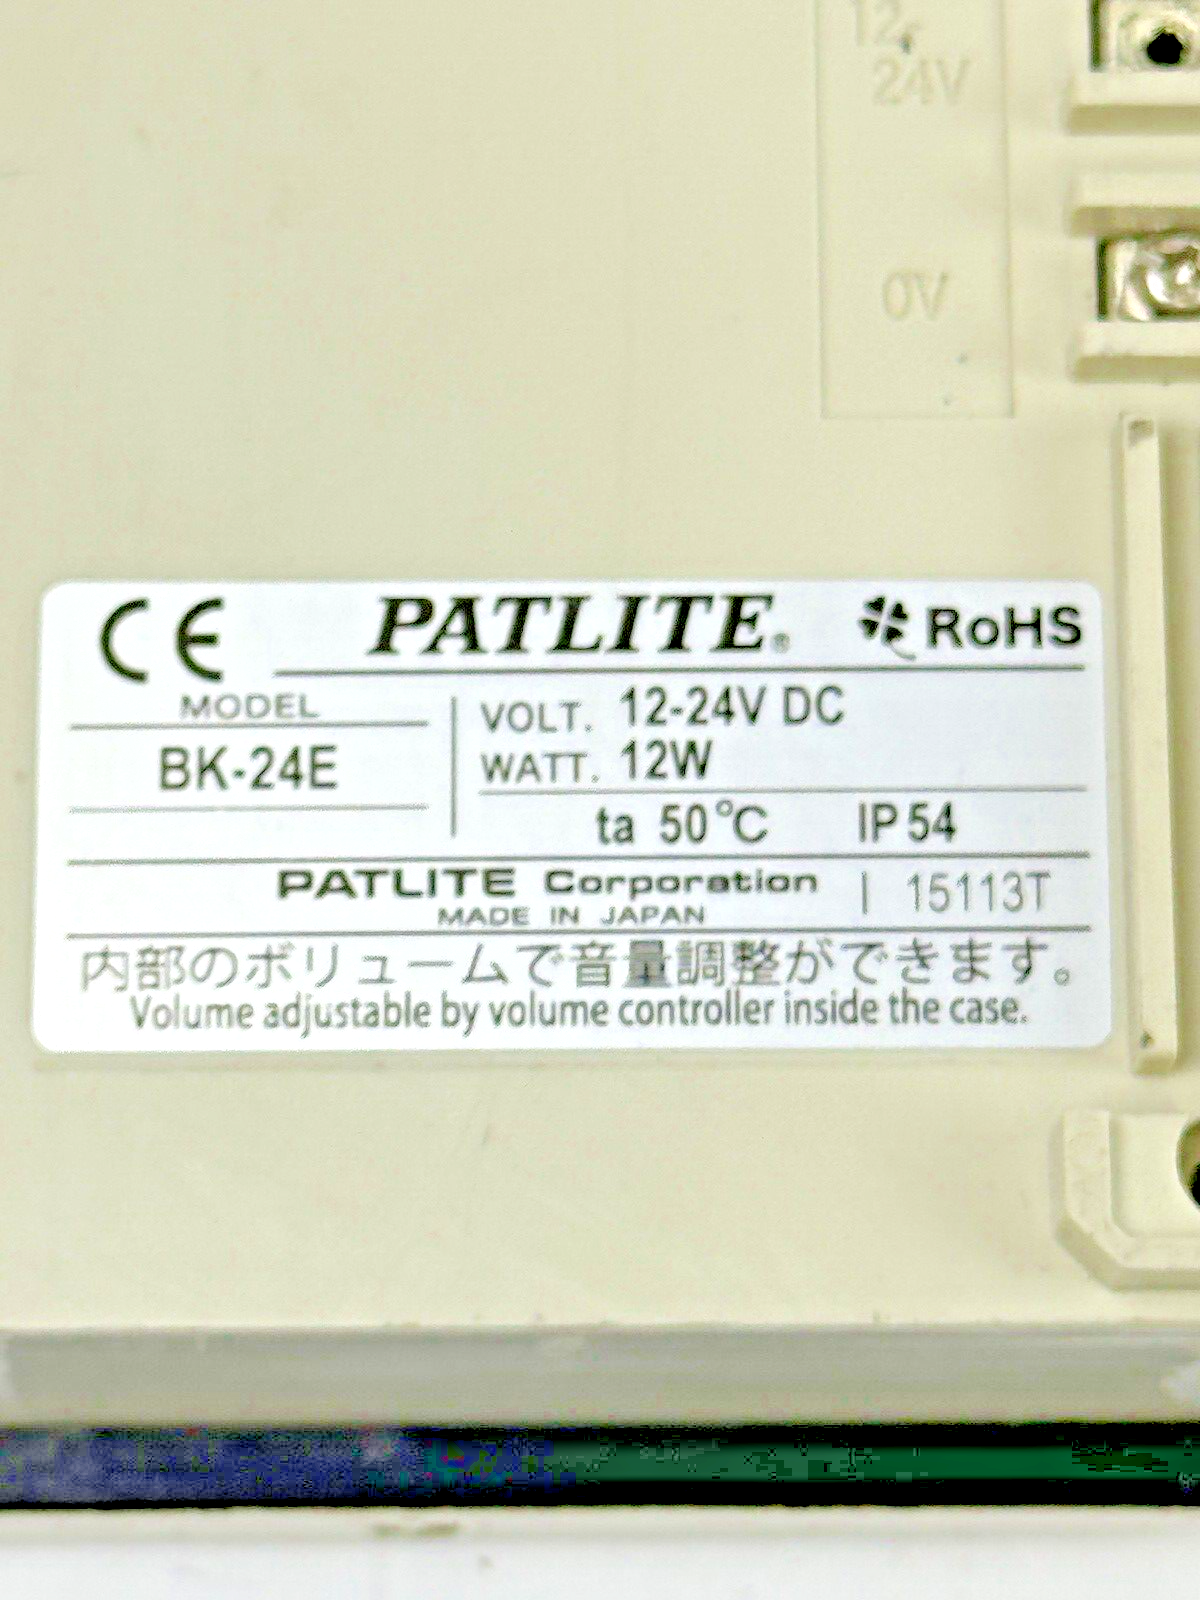 12,
24V
0V
CE PATLITE® RoHS
MODEL
BK-24E
VOLT. 12-24V DC
WATT. 12W
ta 50°C IP54
PATLITE Corporation | 15113T
MADE IN JAPAN
内部のボリュームで音量調整ができます。
Volume adjustable by volume controller inside the case.